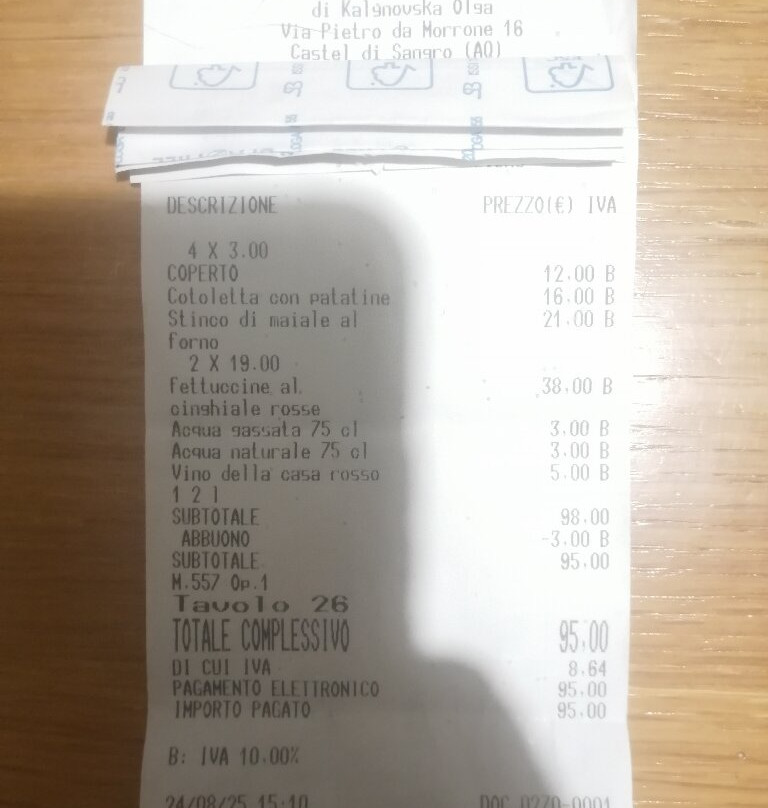 di Kalynovska Olga
Via Pietro da Morrone 16
Castel di Sangro (AQ)
DESCRIZIONE PREZZO(€) IVA
4 X 3.00
COPERTO 12.00 B
Cotoletta con patatine 16.00 B
Stinco di maiale al 21.00 B
forno
2 X 19.00
Fettuccine al 38.00 B
cinghiale rosse
Acqua gassata 75 cl 3.00 B
Acqua naturale 75 cl 3.00 B
Vino della casa rosso 5.00 B
1 2 l
SUBTOTALE 98.00
ABBUONO -3.00 B
SUBTOTALE 95.00
M.557 Op.1
Tavolo 26
TOTALE COMPLESSIVO 95.00
DI CUI IVA 8.64
PAGAMENTO ELETTRONICO 95.00
IMPORTO PAGATO 95.00
B: IVA 10.00%
24/08/25 15:10 DOC.0270-0001